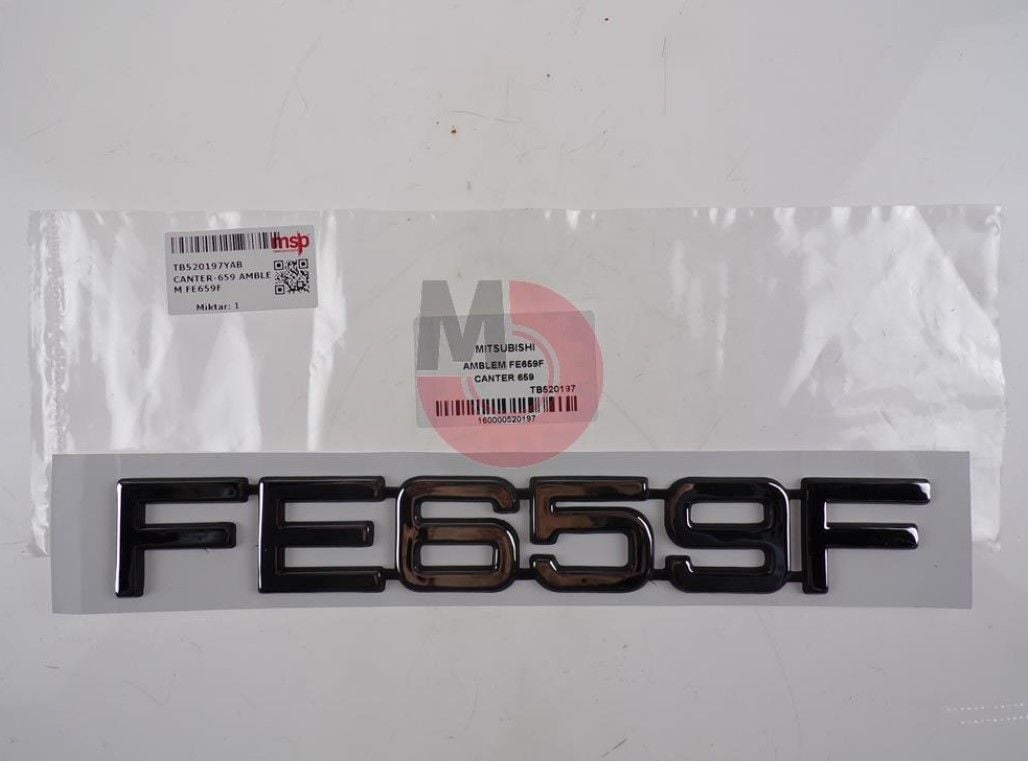 msp
TB520197YAB
CANTER-659 AMBLE
M FE659F
Miktar: 1
M
MITSUBISHI
AMBLEM FE659F
CANTER 659
TB520197
160000520197
FE659F